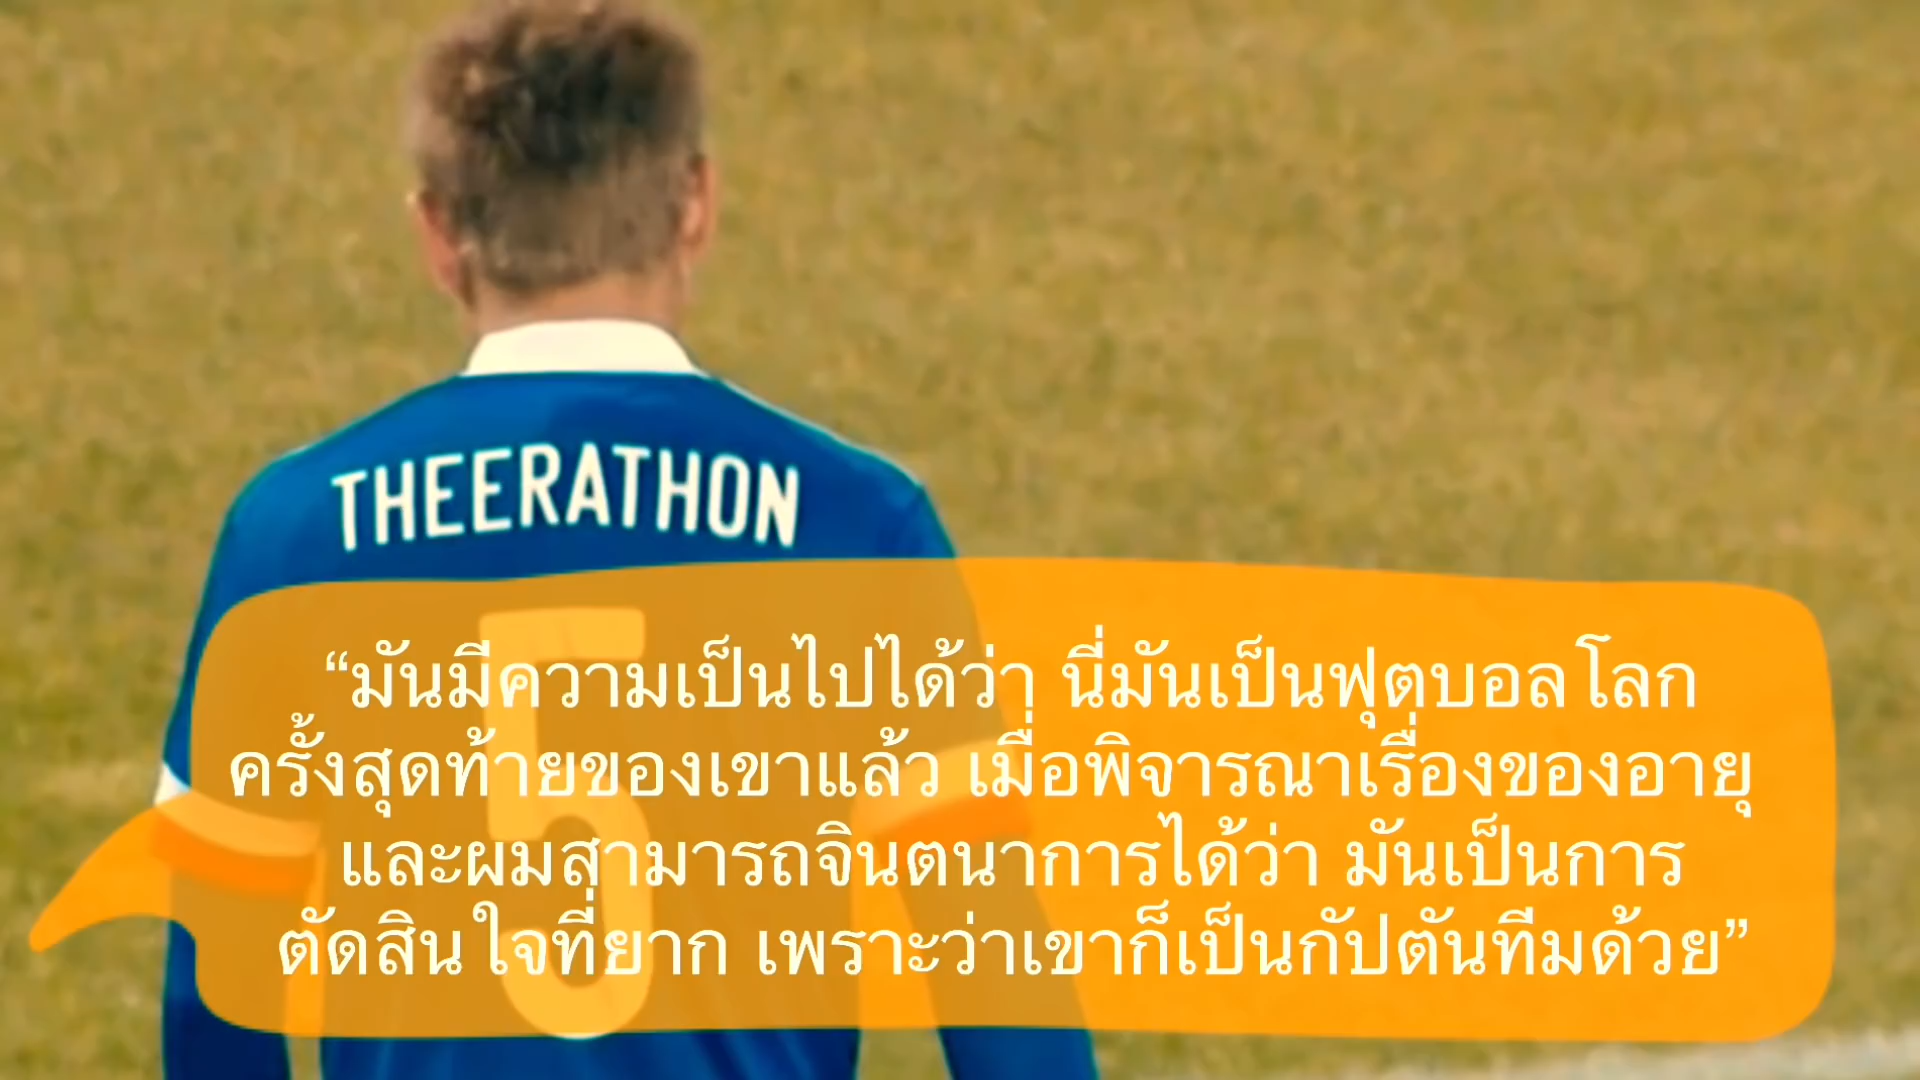 THEERATHON
5
“มันมีความเป็นไปได้ว่า นี่มันเป็นฟุตบอลโลก
ครั้งสุดท้ายของเขาแล้ว เมื่อพิจารณาเรื่องของอายุ
และผมสามารถจินตนาการได้ว่า มันเป็นการ
ตัดสินใจที่ยาก เพราะว่าเขาก็เป็นกัปตันทีมด้วย”